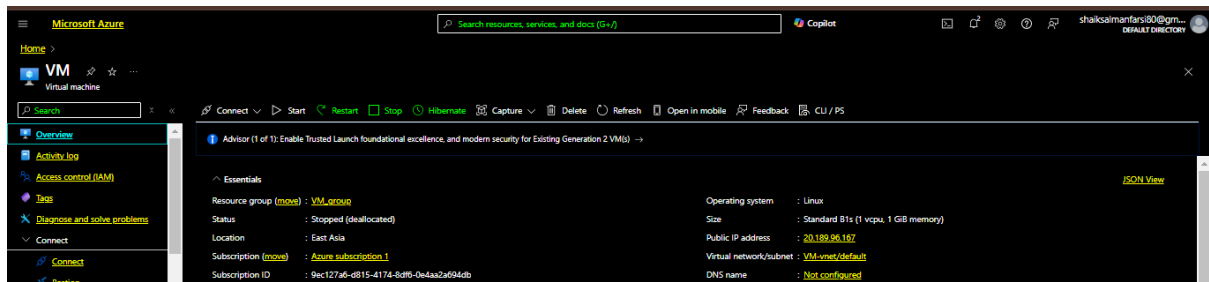 Microsoft Azure
Search resources, services, and docs (G+/)
Copilot
2
shaiksalmanfarsi80@gm...
DEFAULT DIRECTORY
Home >
VM
Virtual machine
Search
Connect
Start
Restart
Stop
Hibernate
Capture
Delete
Refresh
Open in mobile
Feedback
CLI / PS
Overview
Activity log
Access control (IAM)
Tags
Diagnose and solve problems
Connect
Connect
Advisor (1 of 1): Enable Trusted Launch foundational excellence, and modern security for Existing Generation 2 VM(s) →
Essentials
JSON View
Resource group (move) : VM_group
Status : Stopped (deallocated)
Location : East Asia
Subscription (move) : Azure subscription 1
Subscription ID : 9ec127a6-d815-4174-8df6-0e4aa2a694db
Operating system : Linux
Size : Standard B1s (1 vcpu, 1 GiB memory)
Public IP address : 20.189.96.167
Virtual network/subnet : VM-vnet/default
DNS name : Not configured